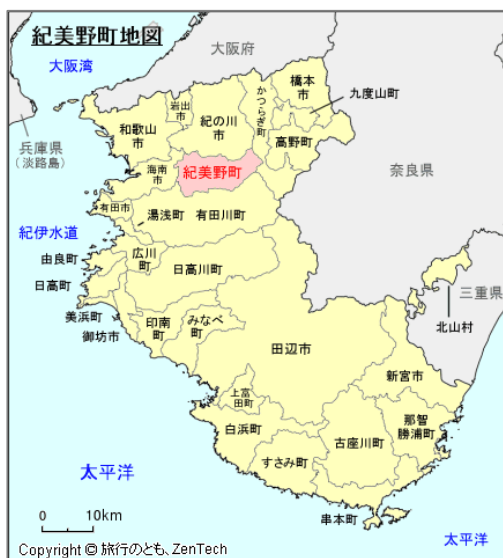 紀美野町地図
大阪府
大阪湾
橋本
市
九度山町
かつらぎ町
岩出
市
紀の川
市
和歌山
市
高野町
兵庫県
(淡路島)
海南
市
紀美野町
奈良県
有田市
湯浅町
有田川町
紀伊水道
由良町
広川
町
日高川町
日高町
三重県
美浜町
印南
町
みなべ
町
北山村
御坊市
田辺市
新宮市
上富
田町
白浜町
那智
勝浦町
古座川町
すさみ町
太平洋
串本町
0 10km
太平洋
Copyright © 旅行のとも、ZenTech